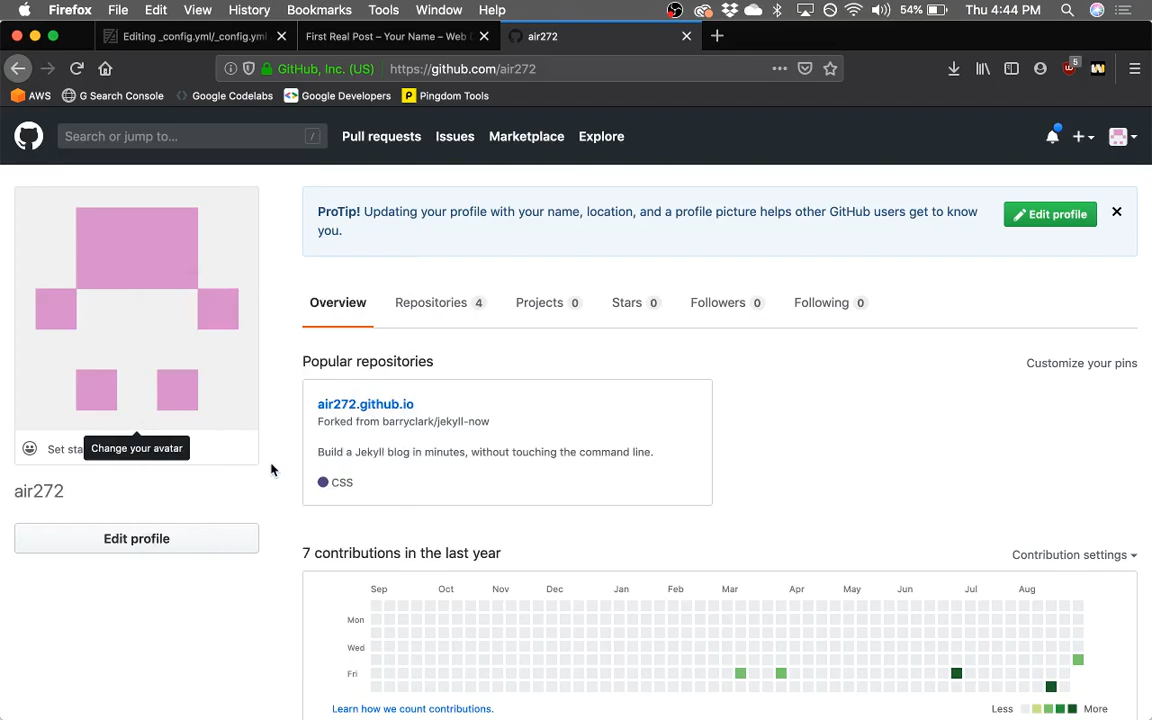 Firefox File Edit View History Bookmarks Tools Window Help 54% Thu 4:44 PM
Editing _config.yml/_config.yml First Real Post – Your Name – Web air272
GitHub, Inc. (US) https://github.com/air272 5
AWS G Search Console Google Codelabs Google Developers P Pingdom Tools
Search or jump to... / Pull requests Issues Marketplace Explore
ProTip! Updating your profile with your name, location, and a profile picture helps other GitHub users get to know
you.
Edit profile
Overview Repositories 4 Projects 0 Stars 0 Followers 0 Following 0
Popular repositories Customize your pins
air272.github.io
Forked from barryclark/jekyll-now
Build a Jekyll blog in minutes, without touching the command line.
CSS
Set sta Change your avatar
air272
Edit profile
7 contributions in the last year Contribution settings
Sep Oct Nov Dec Jan Feb Mar Apr May Jun Jul Aug
Mon
Wed
Fri
Learn how we count contributions. Less More